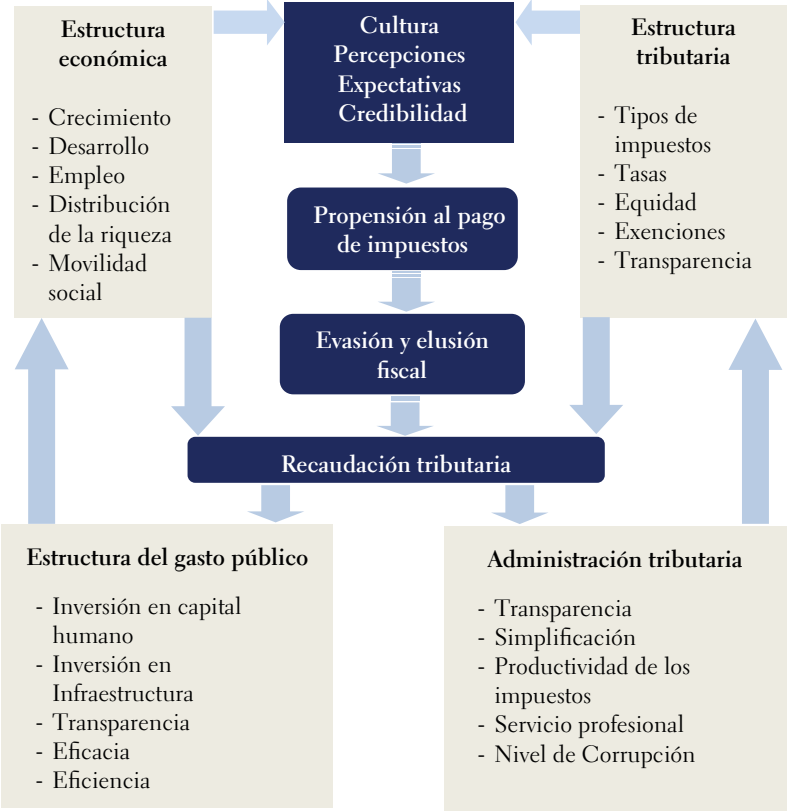 Estructura
económica
- Crecimiento
- Desarrollo
- Empleo
- Distribución
de la riqueza
- Movilidad
social
Cultura
Percepciones
Expectativas
Credibilidad
Estructura
tributaria
- Tipos de
impuestos
- Tasas
- Equidad
- Exenciones
- Transparencia
Propensión al pago
de impuestos
Evasión y elusión
fiscal
Recaudación tributaria
Estructura del gasto público
- Inversión en capital
humano
- Inversión en
Infraestructura
- Transparencia
- Eficacia
- Eficiencia
Administración tributaria
- Transparencia
- Simplificación
- Productividad de los
impuestos
- Servicio profesional
- Nivel de Corrupción